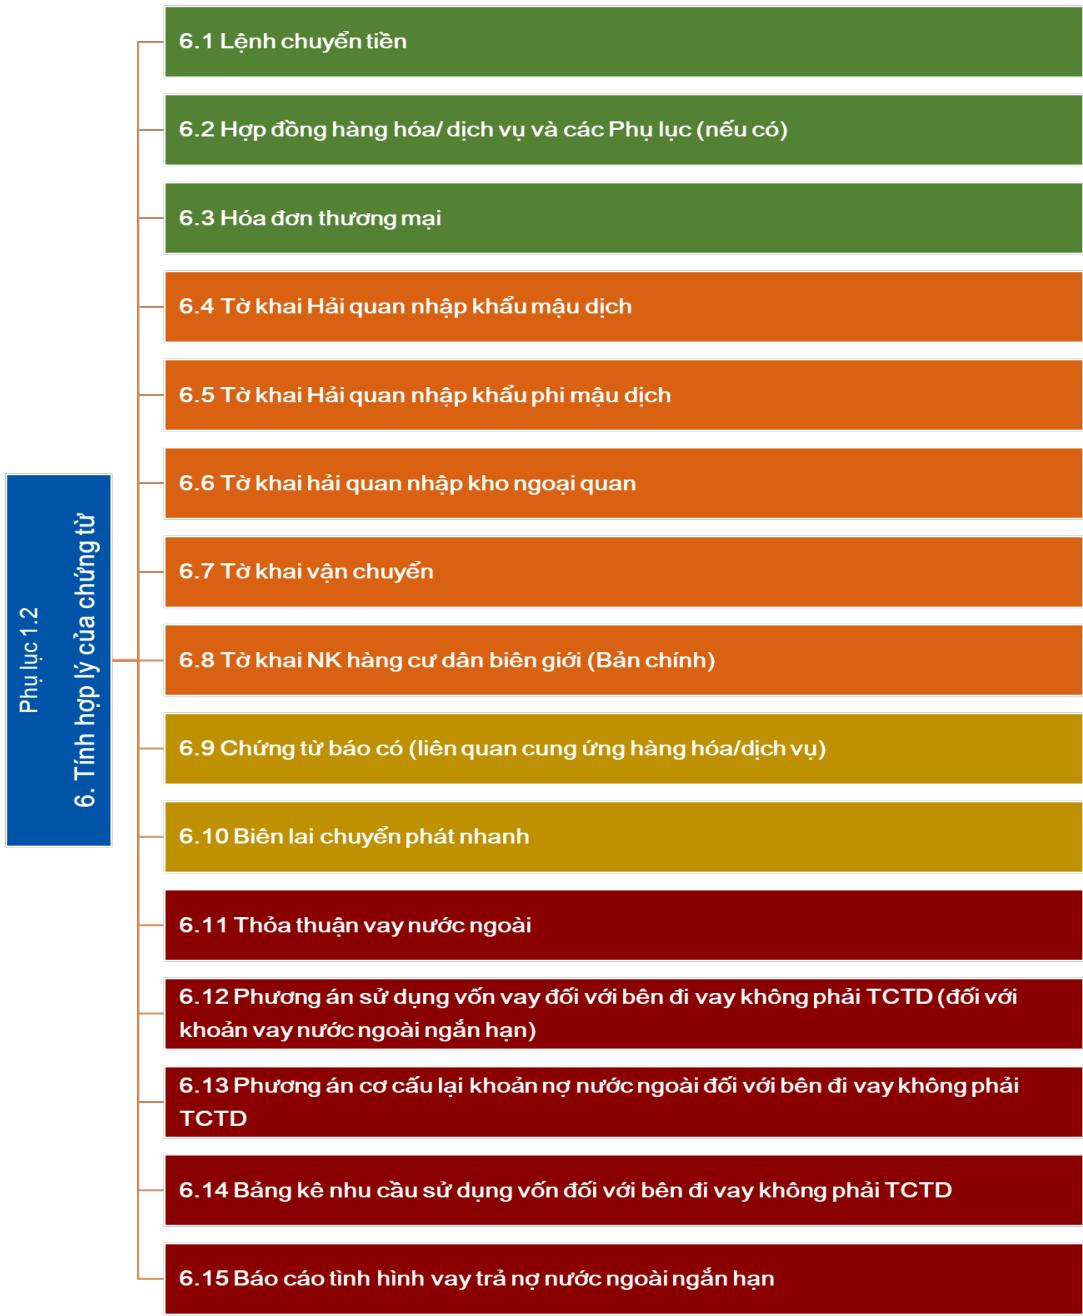 Phụ lục 1.2
6. Tính hợp lý của chứng từ
6.1 Lệnh chuyển tiền
6.2 Hợp đồng hàng hóa/ dịch vụ và các Phụ lục (nếu có)
6.3 Hóa đơn thương mại
6.4 Tờ khai Hải quan nhập khẩu mậu dịch
6.5 Tờ khai Hải quan nhập khẩu phi mậu dịch
6.6 Tờ khai hải quan nhập kho ngoại quan
6.7 Tờ khai vận chuyển
6.8 Tờ khai NK hàng cư dân biên giới (Bản chính)
6.9 Chứng từ báo có (liên quan cung ứng hàng hóa/dịch vụ)
6.10 Biên lai chuyển phát nhanh
6.11 Thỏa thuận vay nước ngoài
6.12 Phương án sử dụng vốn vay đối với bên đi vay không phải TCTD (đối với
khoản vay nước ngoài ngắn hạn)
6.13 Phương án cơ cấu lại khoản nợ nước ngoài đối với bên đi vay không phải
TCTD
6.14 Bảng kê nhu cầu sử dụng vốn đối với bên đi vay không phải TCTD
6.15 Báo cáo tình hình vay trả nợ nước ngoài ngắn hạn